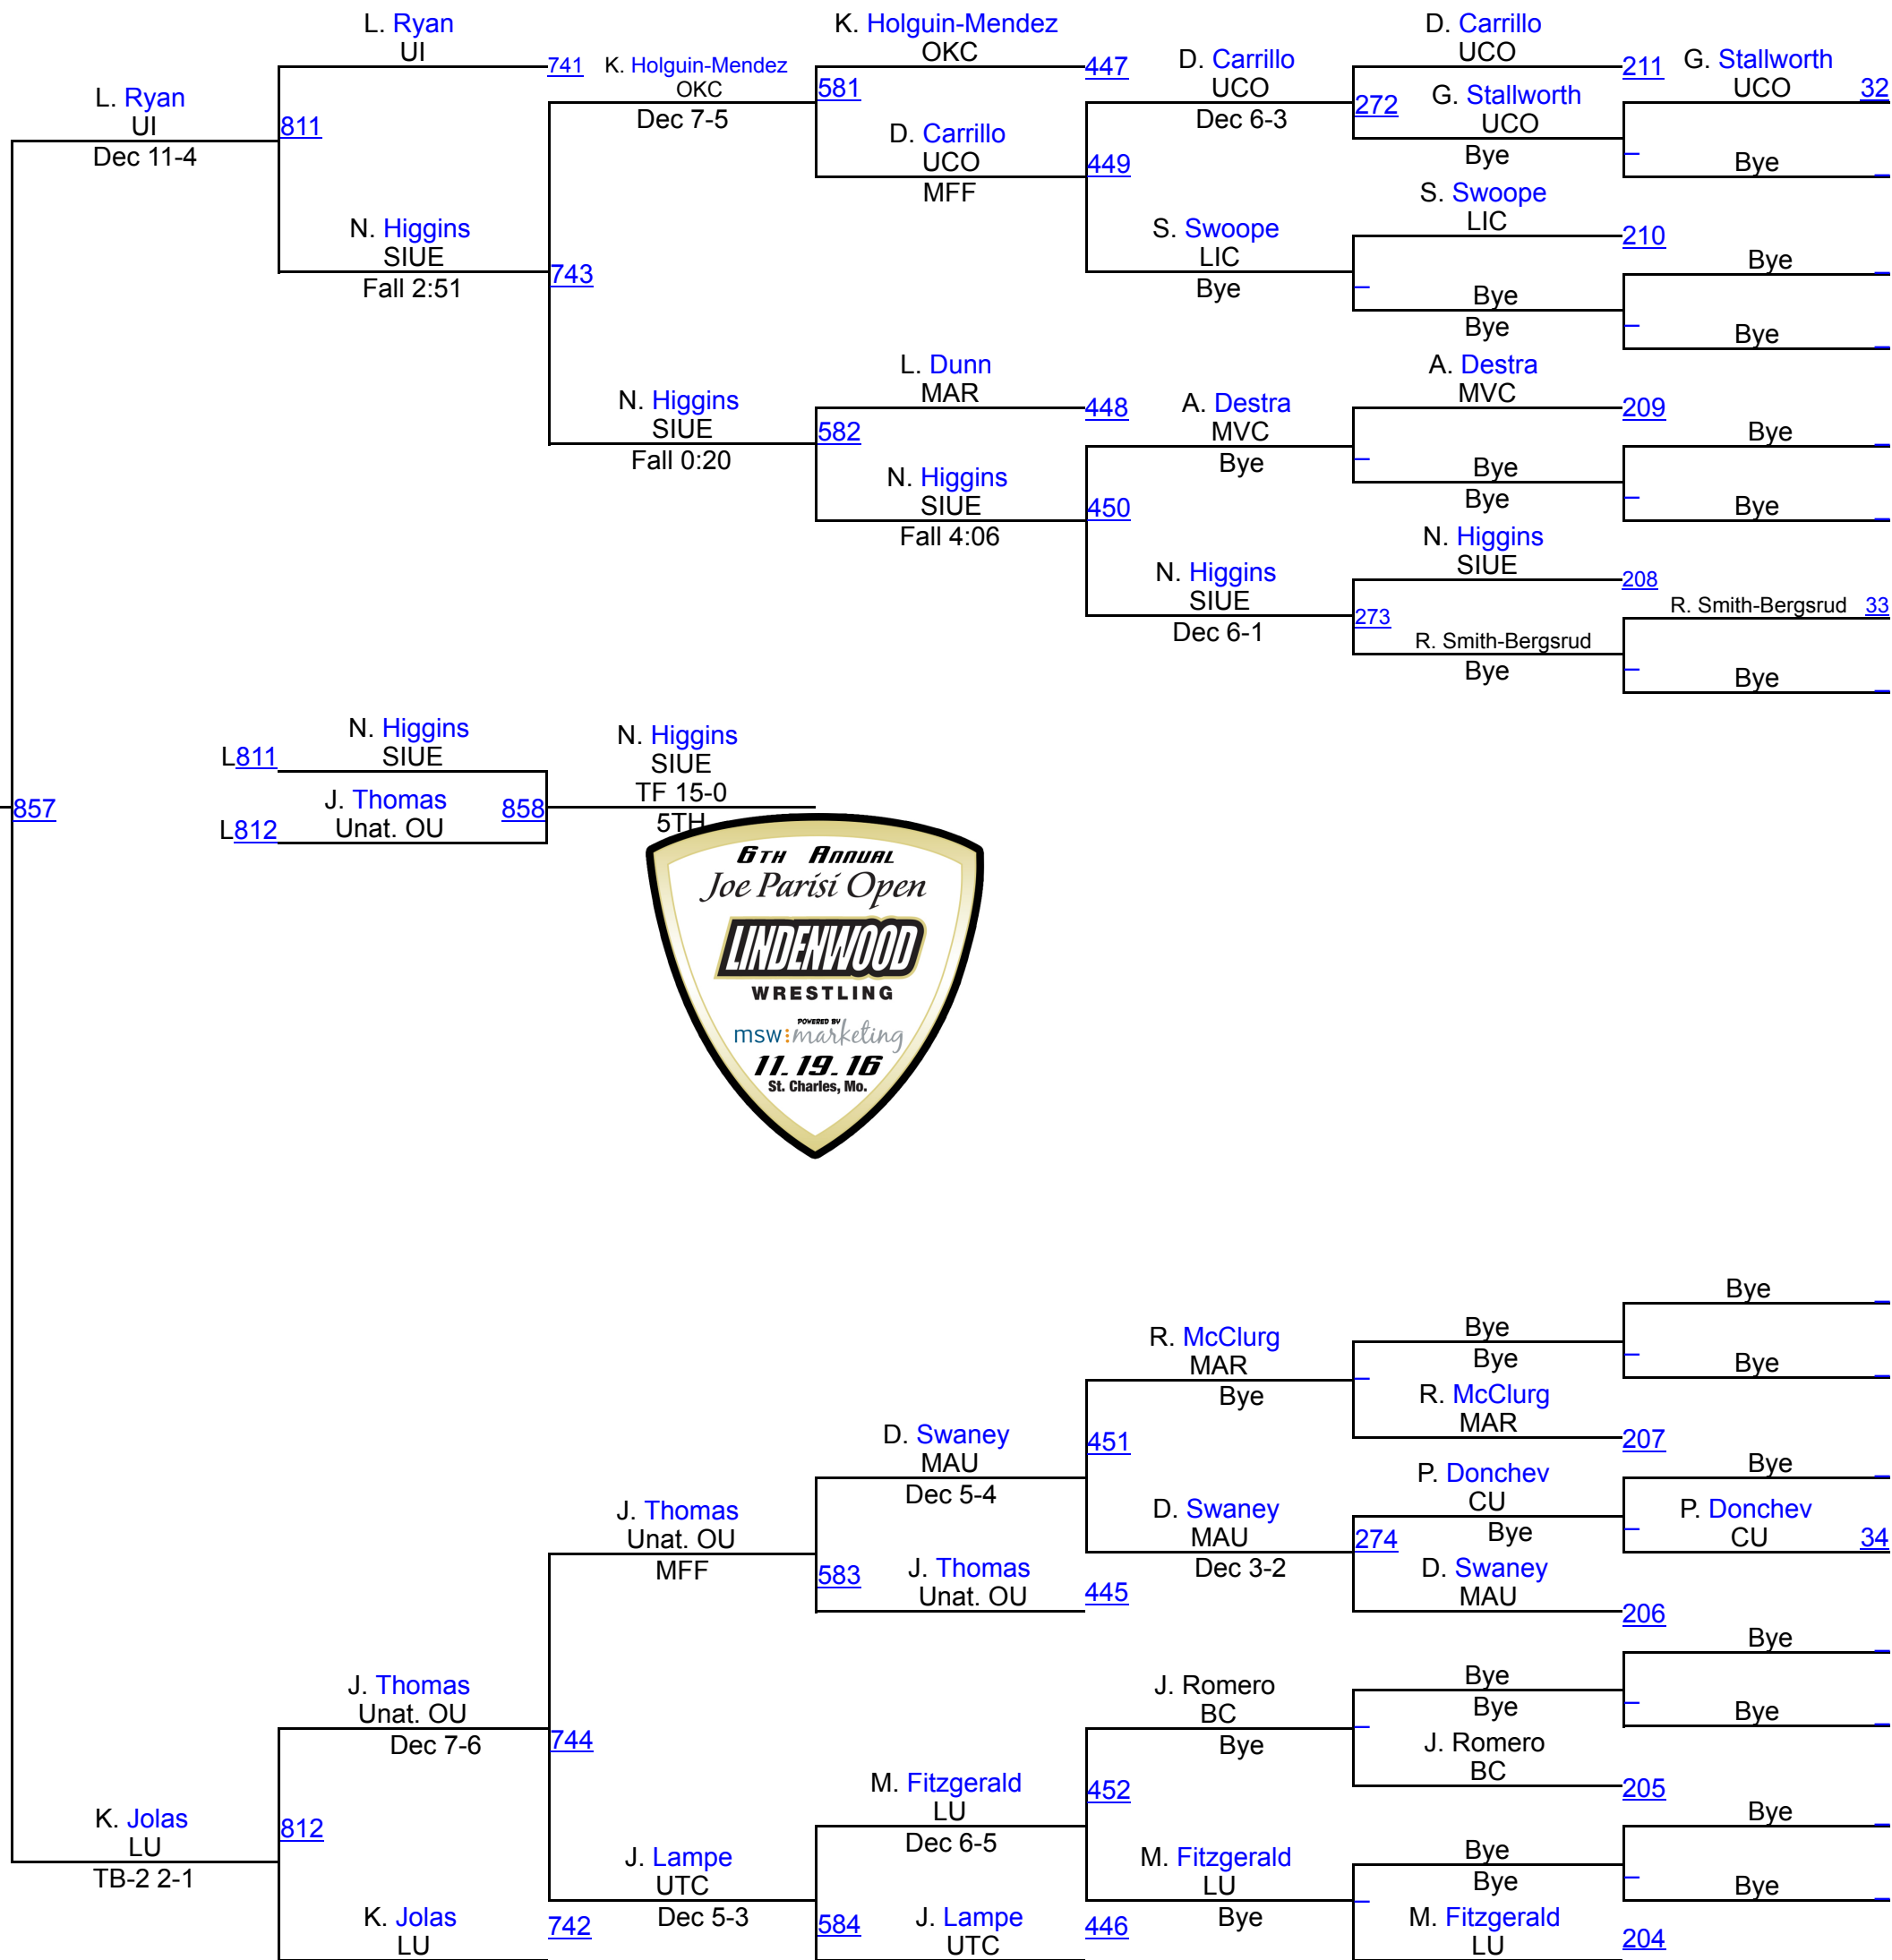 L. Ryan
UI
K. Holguin-Mendez
OKC
D. Carrillo
UCO
741
K. Holguin-Mendez
OKC
447
D. Carrillo
UCO
211
G. Stallworth
UCO
32
L. Ryan
UI
581
272
G. Stallworth
UCO
811
Dec 7-5
Dec 6-3
Dec 11-4
D. Carrillo
UCO
Bye
Bye
449
MFF
S. Swoope
LIC
N. Higgins
SIUE
S. Swoope
LIC
210
Bye
743
Fall 2:51
Bye
Bye
Bye
Bye
L. Dunn
MAR
A. Destra
MVC
N. Higgins
SIUE
448
A. Destra
MVC
209
582
Bye
Fall 0:20
Bye
N. Higgins
SIUE
Bye
Bye
Bye
450
Fall 4:06
N. Higgins
SIUE
N. Higgins
SIUE
208
R. Smith-Bergsrud
33
273
Dec 6-1
R. Smith-Bergsrud
Bye
Bye
N. Higgins
SIUE
L811
N. Higgins
SIUE
TF 15-0
857
J. Thomas
Unat. OU
858
L812
5TH
6TH ANNUAL
Joe Parisi Open
LINDENWOOD
WRESTLING
POWERED BY
msw:marketing
11.19.16
St. Charles, Mo.
Bye
R. McClurg
MAR
Bye
Bye
Bye
Bye
R. McClurg
MAR
D. Swaney
MAU
451
207
Dec 5-4
P. Donchev
CU
Bye
J. Thomas
Unat. OU
D. Swaney
MAU
Bye
P. Donchev
CU
34
274
MFF
583
J. Thomas
Unat. OU
445
Dec 3-2
D. Swaney
MAU
206
Bye
J. Thomas
Unat. OU
J. Romero
BC
Bye
Bye
Bye
Dec 7-6
744
Bye
J. Romero
BC
M. Fitzgerald
LU
452
205
K. Jolas
LU
812
Dec 6-5
Bye
J. Lampe
UTC
M. Fitzgerald
LU
Bye
Bye
TB-2 2-1
Bye
K. Jolas
LU
742
Dec 5-3
584
J. Lampe
UTC
446
Bye
M. Fitzgerald
LU
204